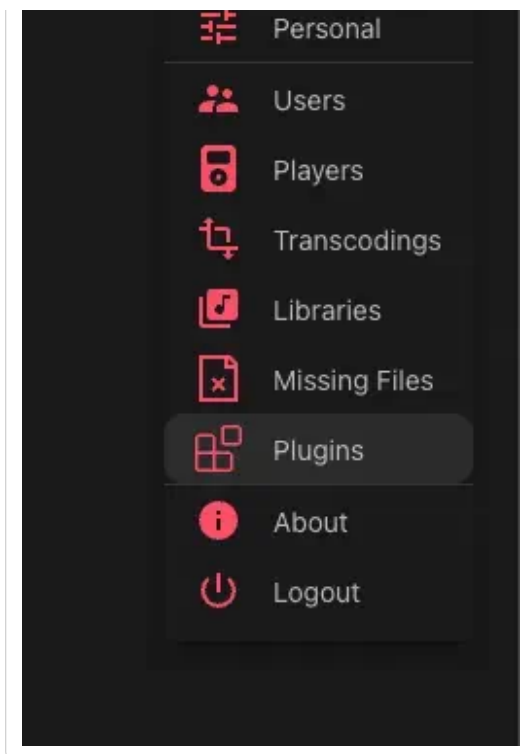 Personal
Users
Players
Transcodings
Libraries
Missing Files
Plugins
About
Logout